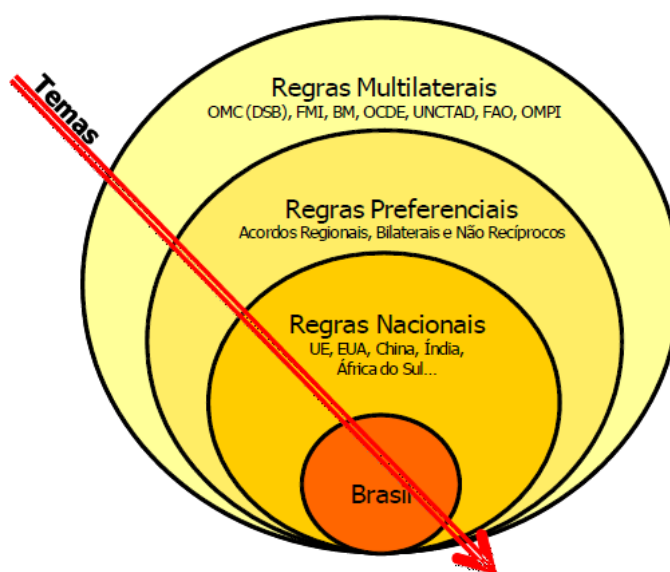 Temas
Regras Multilaterais
OMC (DSB), FMI, BM, OCDE, UNCTAD, FAO, OMPI
Regras Preferenciais
Acordos Regionais, Bilaterais e Não Recíprocos
Regras Nacionais
UE, EUA, China, Índia,
África do Sul...
Brasil